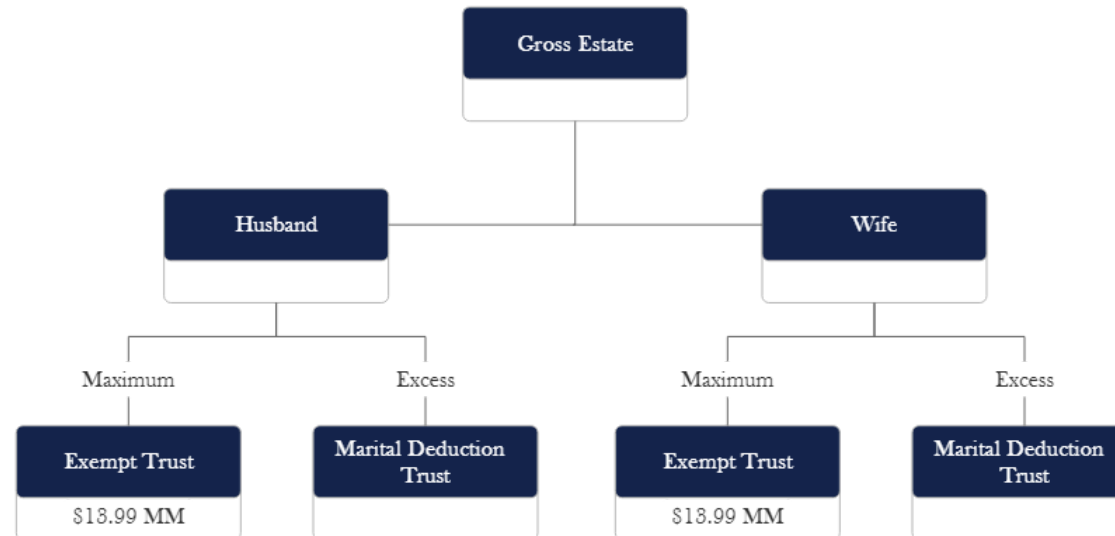 Gross Estate
Husband
Wife
Maximum
Excess
Maximum
Excess
Exempt Trust
Marital Deduction
Trust
Exempt Trust
Marital Deduction
Trust
$13.99 MM
$13.99 MM